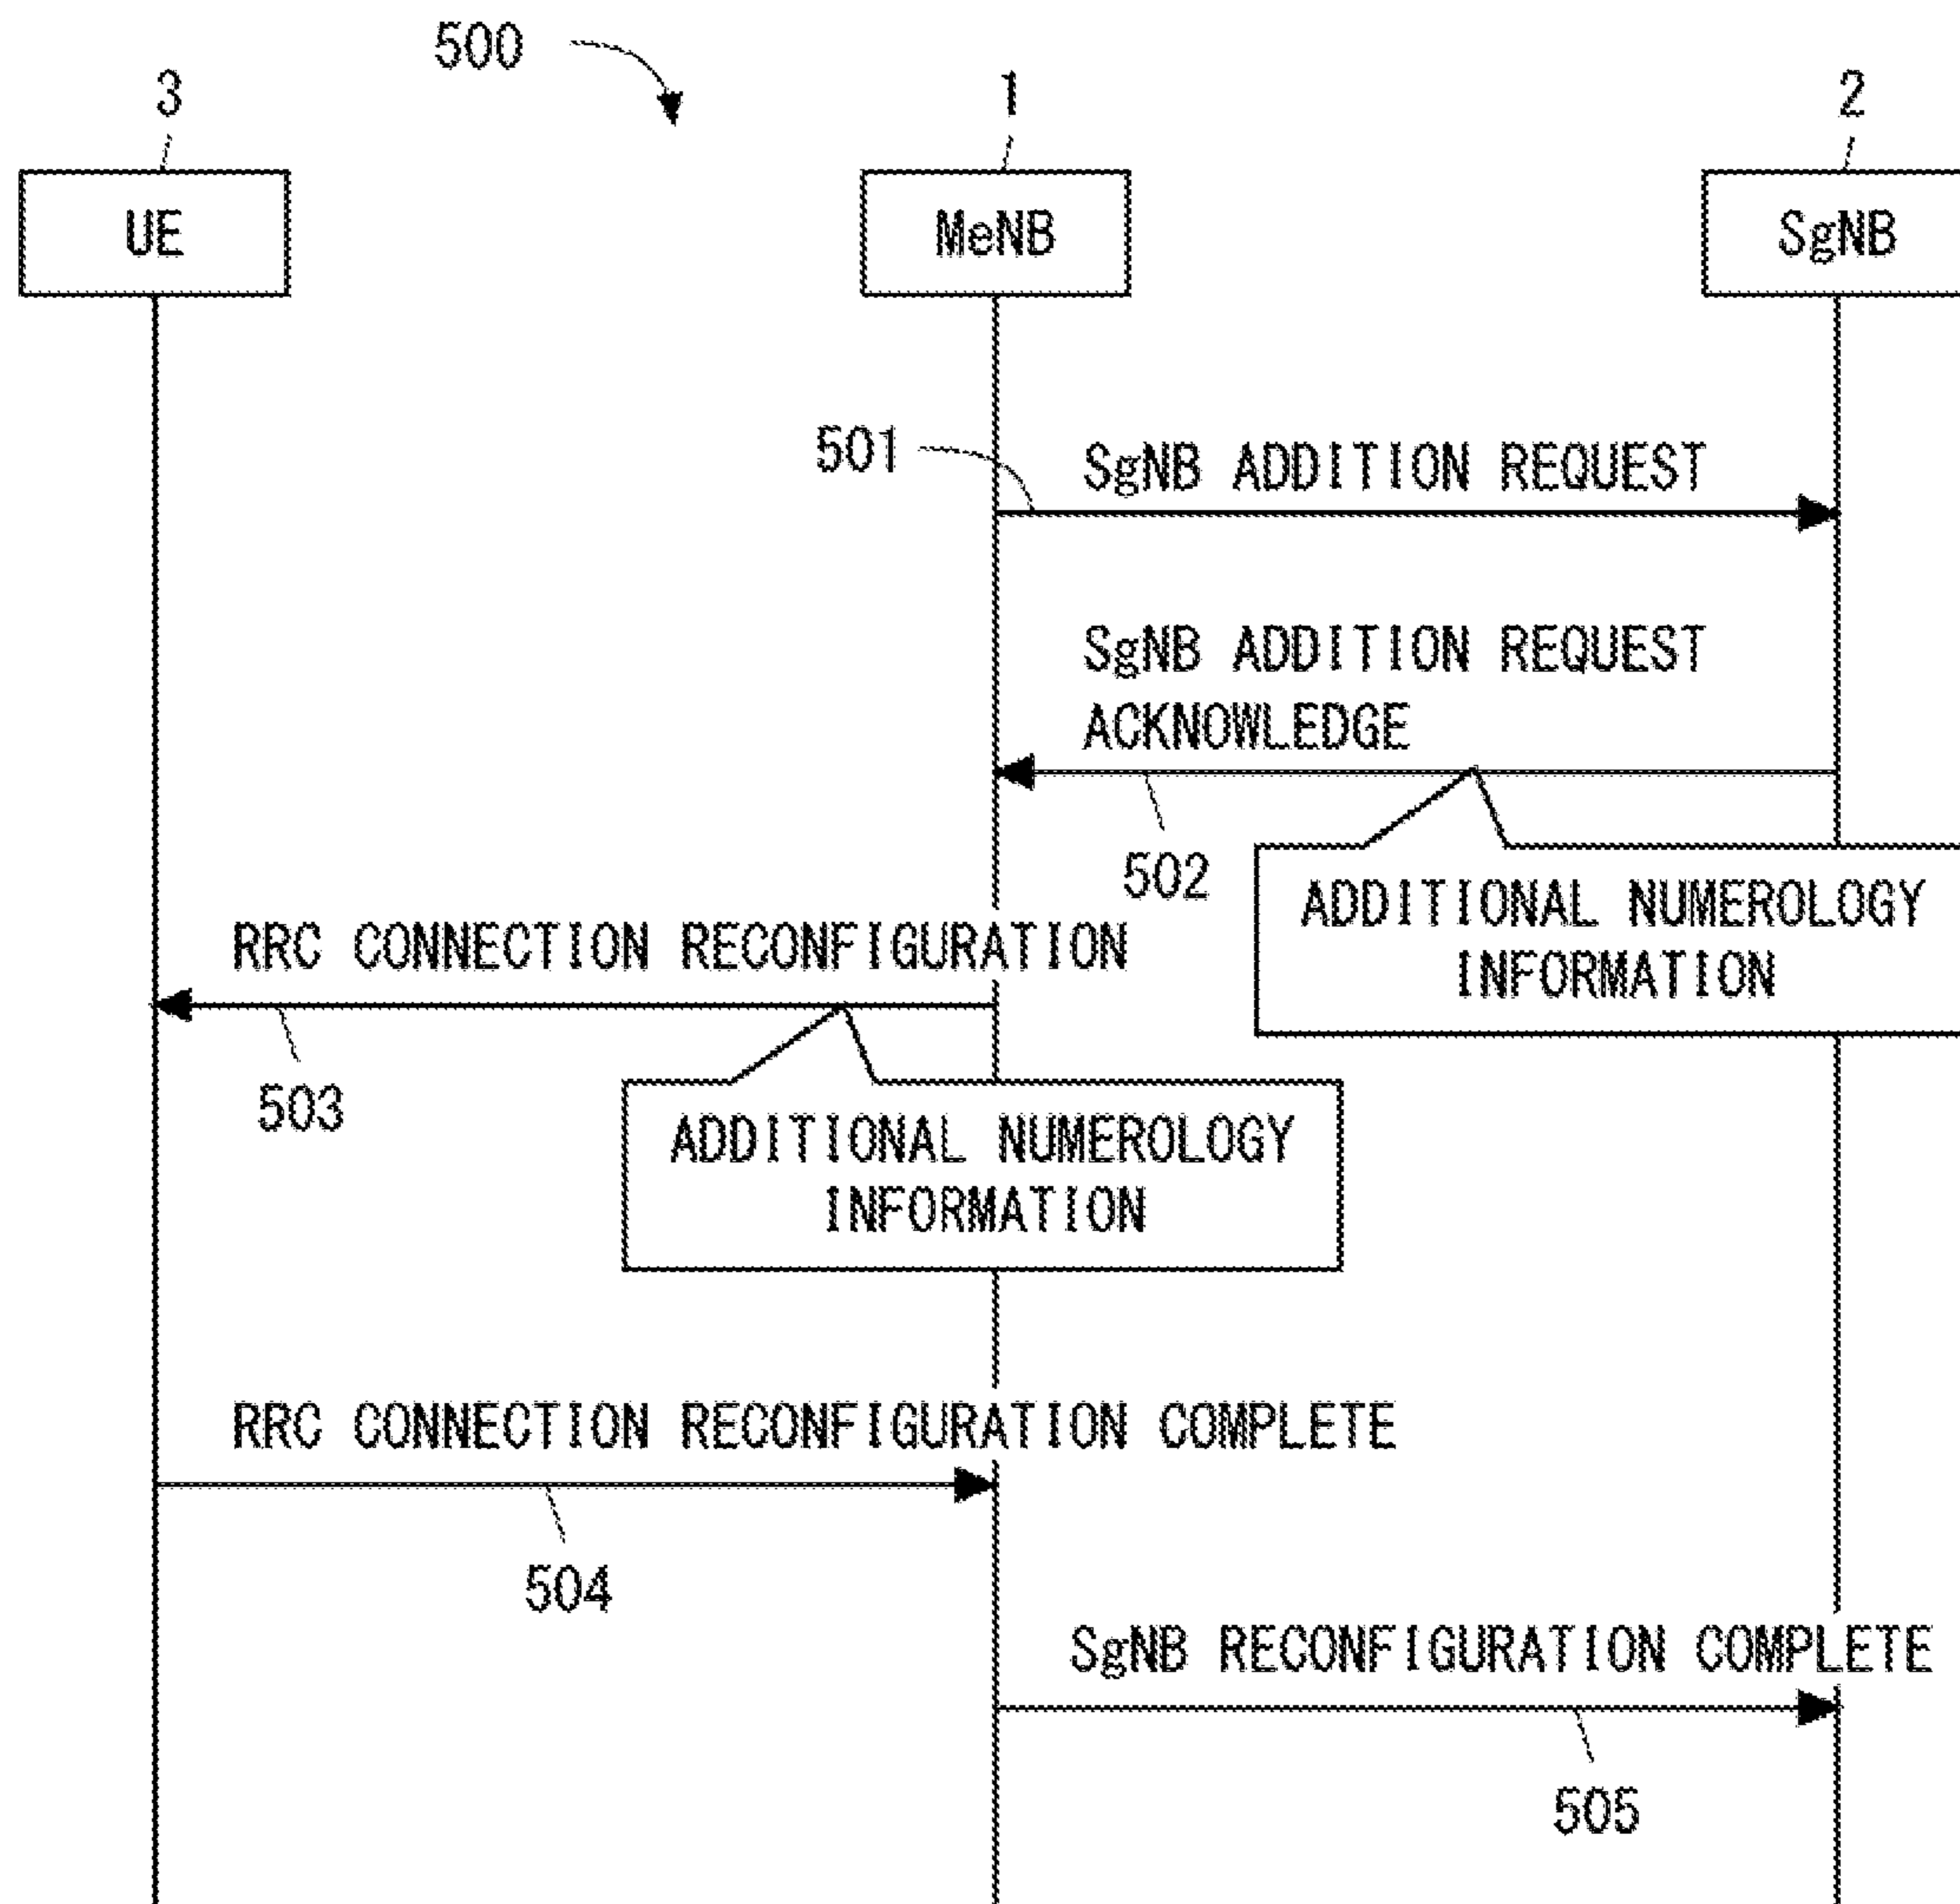 500
3
1
2
UE
MeNB
SgNB
501
SgNB ADDITION REQUEST
SgNB ADDITION REQUEST
ACKNOWLEDGE
502
ADDITIONAL NUMEROLOGY
INFORMATION
RRC CONNECTION RECONFIGURATION
503
ADDITIONAL NUMEROLOGY
INFORMATION
RRC CONNECTION RECONFIGURATION COMPLETE
504
SgNB RECONFIGURATION COMPLETE
505